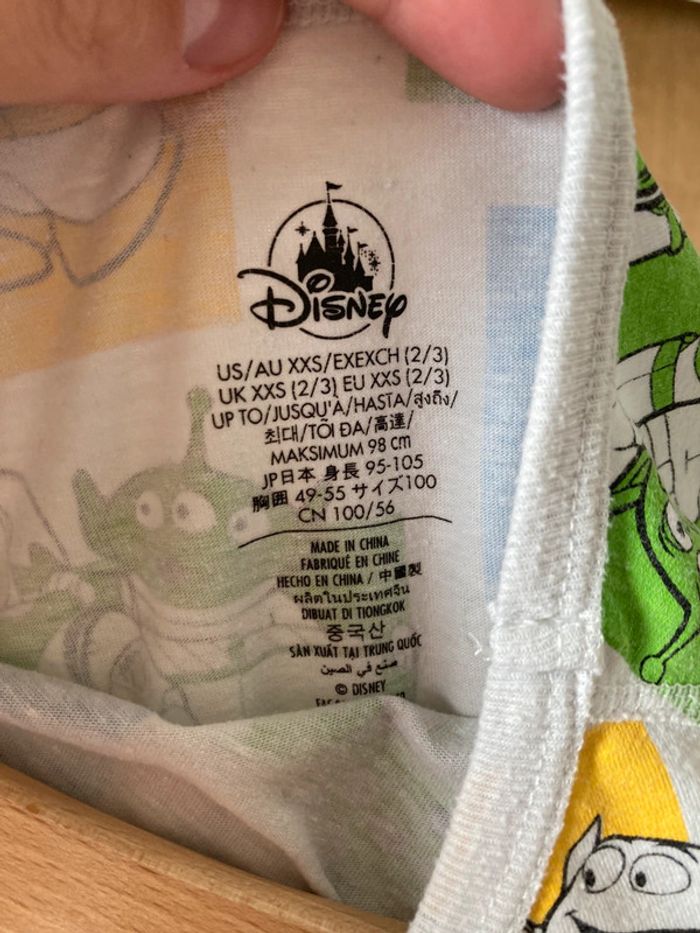 Disney
US/AU XXS/EXEXCH (2/3)
UK XXS (2/3) EU XXS (2/3)
UP TO/JUSQU'À/HASTA/สูงถึง/
최대/TỐI ĐA/高達/
MAKSIMUM 98 cm
JP日本 身長 95-105
胸囲 49-55 サイズ100
CN 100/56
MADE IN CHINA
FABRIQUÉ EN CHINE
HECHO EN CHINA / 中國製
ผลิตในประเทศจีน
DIBUAT DI TIONGKOK
중국산
SẢN XUẤT TẠI TRUNG QUỐC
صنع في الصين
© DISNEY